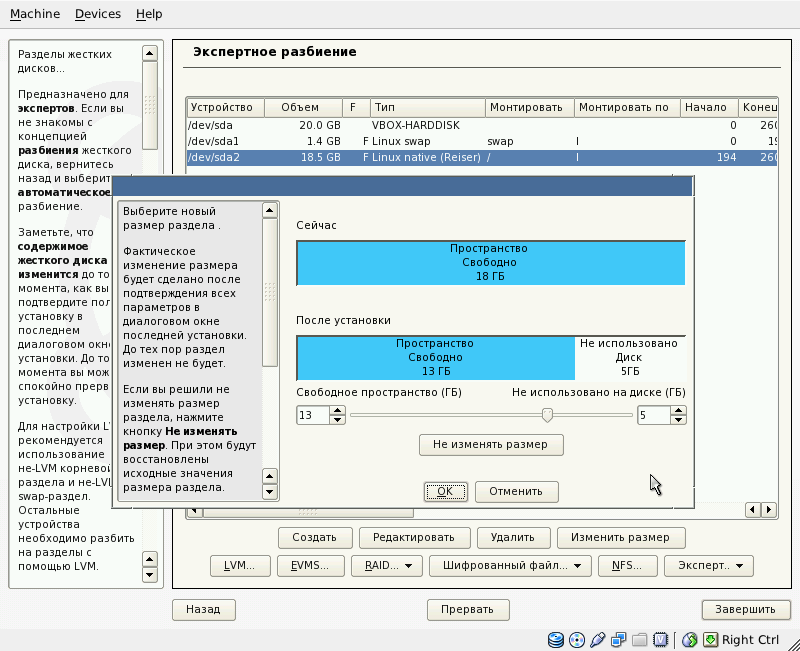 Machine Devices Help
Разделы жестких
дисков...
Предназначено для
экспертов. Если вы
не знакомы с
концепцией
разбиения жесткого
диска, вернитесь
назад и выберит
автоматическое
разбиение.
Заметьте, что
содержимое
жесткого диска
изменится до то
момента, как вы
подтвердите пол
установку в
последнем
диалоговом окн
установки. До то
момента вы мож
спокойно прерв
установку.
Для настройки L
рекомендуется
использование
не-LVM корнево
раздела и не-L
swap-раздел.
Остальные
устройства
необходимо разбить
на разделы с
помощью LVM.
Экспертное разбиение
Устройство Объем F Тип Монтировать Монтировать по Начало Конец
/dev/sda 20.0 GB VBOX-HARDDISK 0 260
/dev/sda1 1.4 GB F Linux swap swap I 0 19
/dev/sda2 18.5 GB F Linux native (Reiser) / I 194 260
Выберите новый
размер раздела .
Фактическое
изменение размера
будет сделано после
подтверждения всех
параметров в
диалоговом окне
последней установки.
До тех пор раздел
изменен не будет.
Если вы решили не
изменять размер
раздела, нажмите
кнопку Не изменять
размер. При этом будут
восстановлены
исходные значения
размера раздела.
Сейчас
Пространство
Свободно
18 ГБ
После установки
Пространство
Свободно
13 ГБ
Не использовано
Диск
5ГБ
Свободное пространство (ГБ) Не использовано на диске (ГБ)
13 5
Не изменять размер
OK Отменить
Создать Редактировать Удалить Изменить размер
LVM... EVMS... RAID... Шифрованный файл... NFS... Эксперт..
Назад Прервать Завершить
Right Ctrl